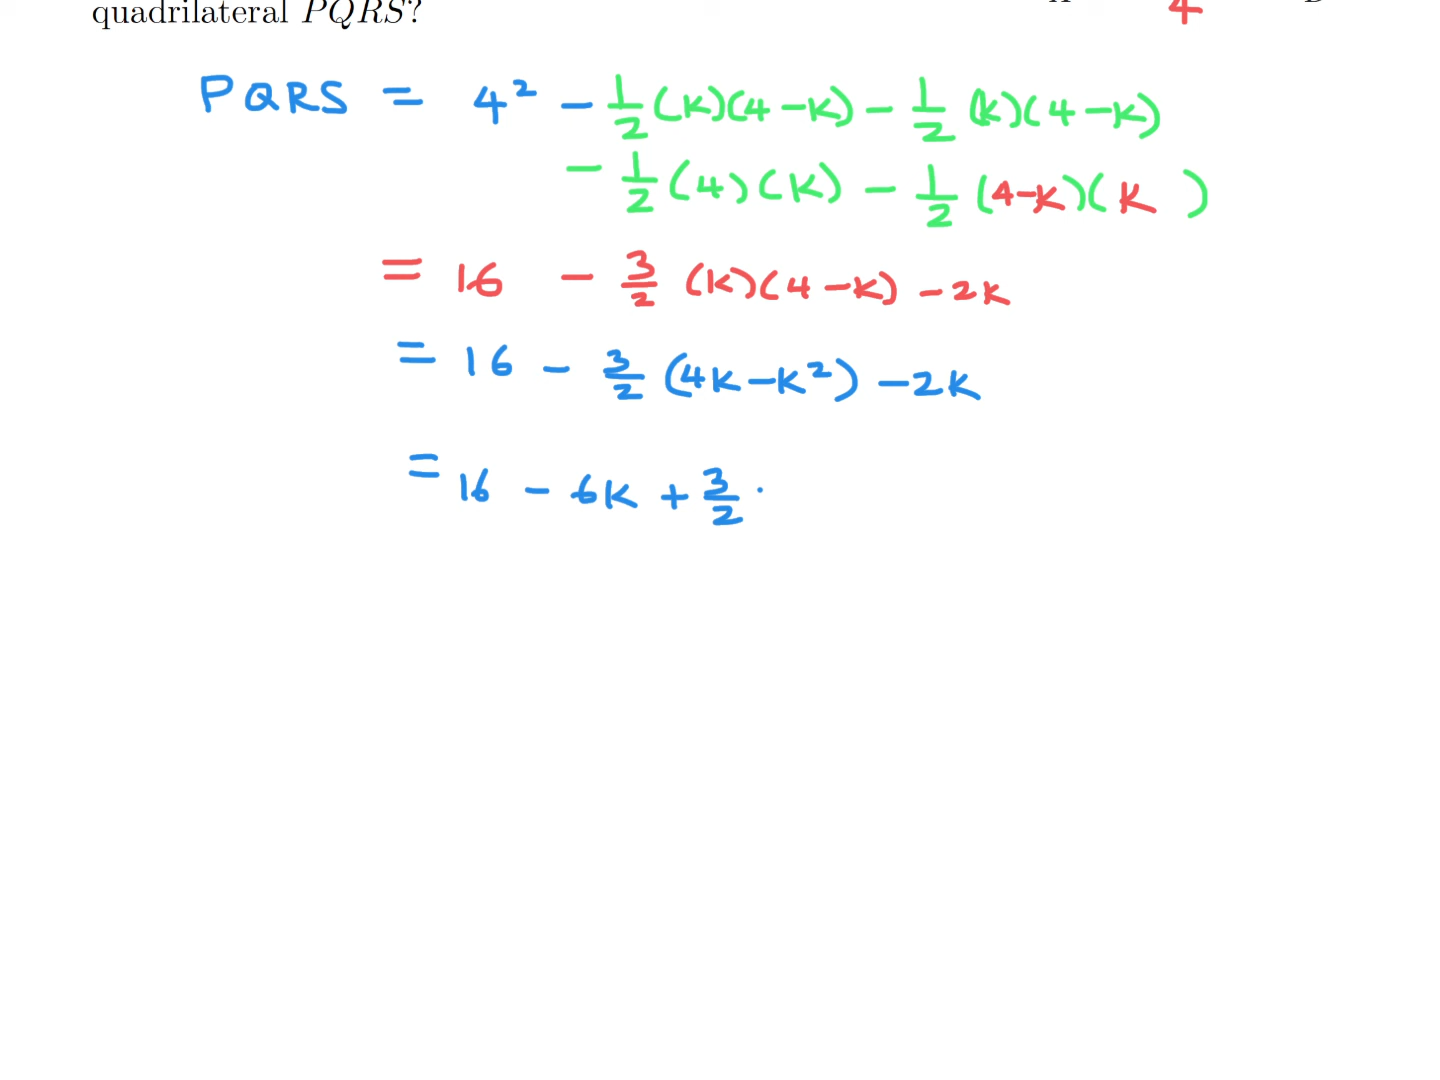 quadrilateral PQRS?
4
PQRS = 4² - 1/2 (K)(4-K) - 1/2 (K)(4-K)
- 1/2 (4)(K) - 1/2 (4-K)(K)
= 16 - 3/2 (K)(4-K) - 2K
= 16 - 3/2 (4K-K²) - 2K
= 16 - 6K + 3/2